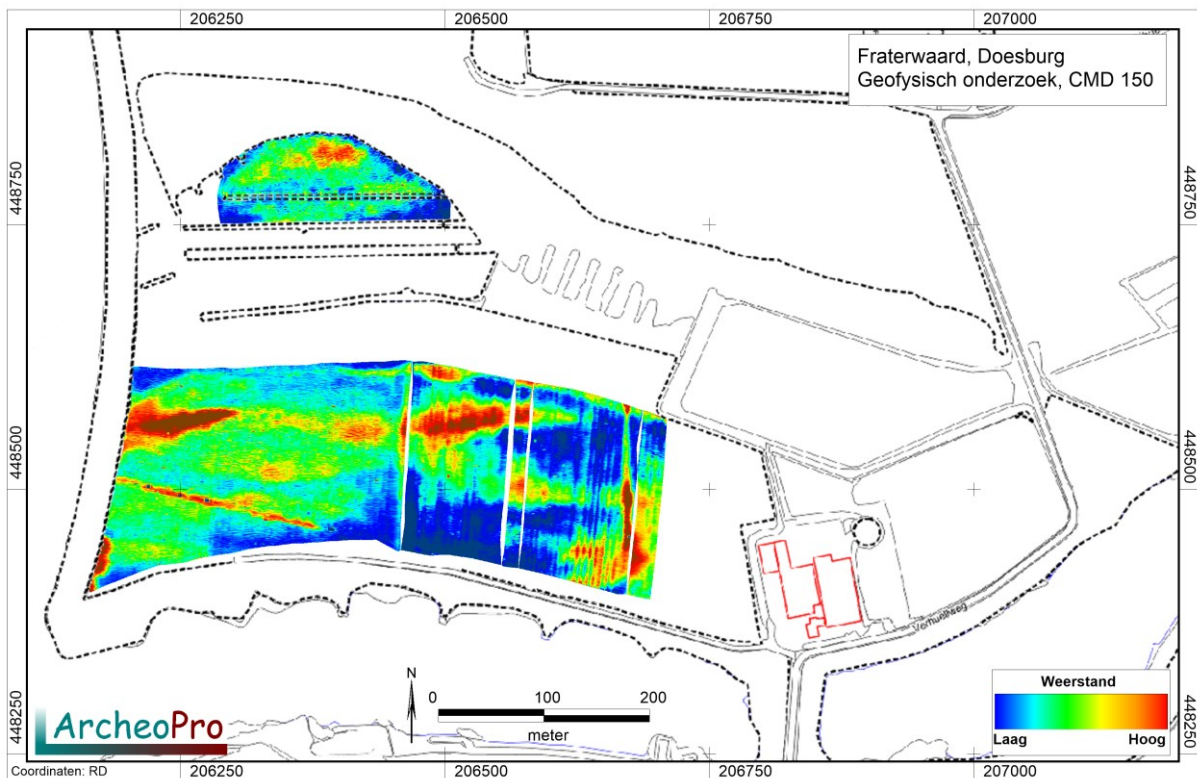 206250 206500 206750 207000
Fraterwaard, Doesburg
Geofysisch onderzoek, CMD 150
448750 448750
448500 448500
Verhuellweg
448250 448250
N
0 100 200
meter
Weerstand
Laag Hoog
ArcheoPro
Coordinaten: RD
206250 206500 206750 207000